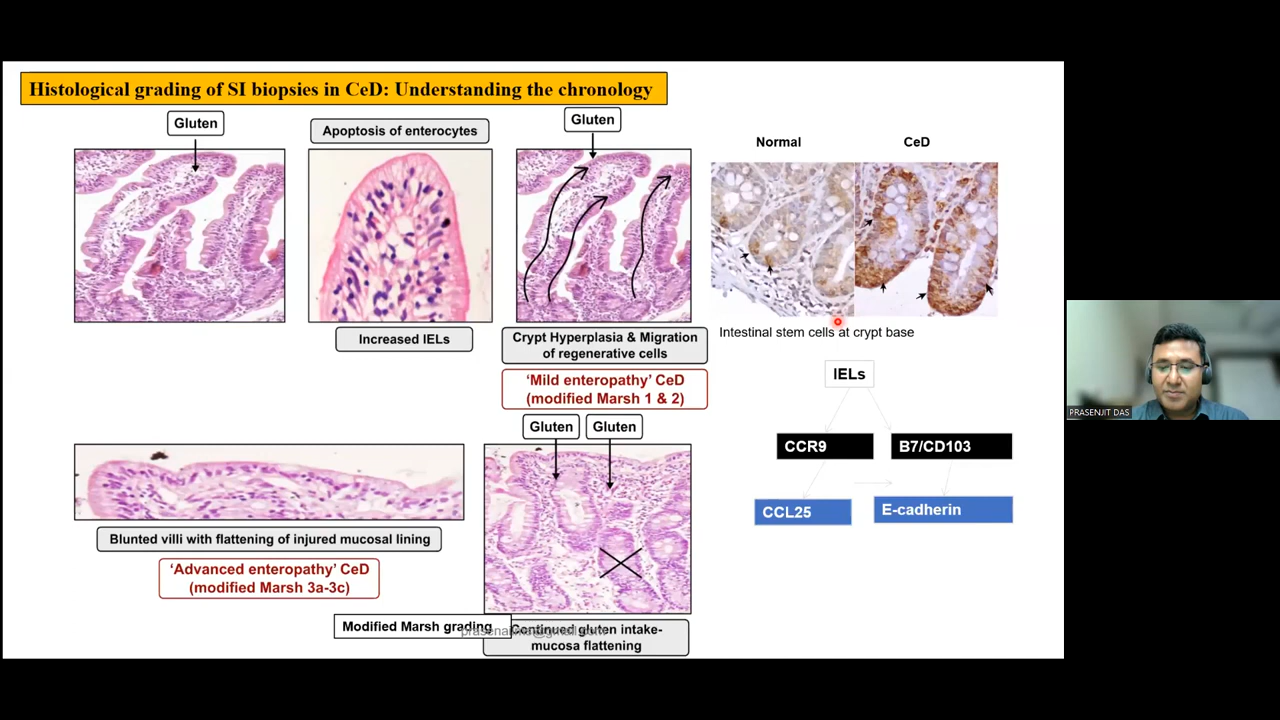 Histological grading of SI biopsies in CeD: Understanding the chronology
Gluten
Apoptosis of enterocytes
Gluten
Normal
CeD
Increased IELs
Crypt Hyperplasia & Migration
of regenerative cells
Intestinal stem cells at crypt base
‘Mild enteropathy’ CeD
(modified Marsh 1 & 2)
IELs
PRASENJIT DAS
Gluten
Gluten
CCR9
B7/CD103
CCL25
E-cadherin
Blunted villi with flattening of injured mucosal lining
‘Advanced enteropathy’ CeD
(modified Marsh 3a-3c)
Modified Marsh grading
Continued gluten intake-
mucosa flattening